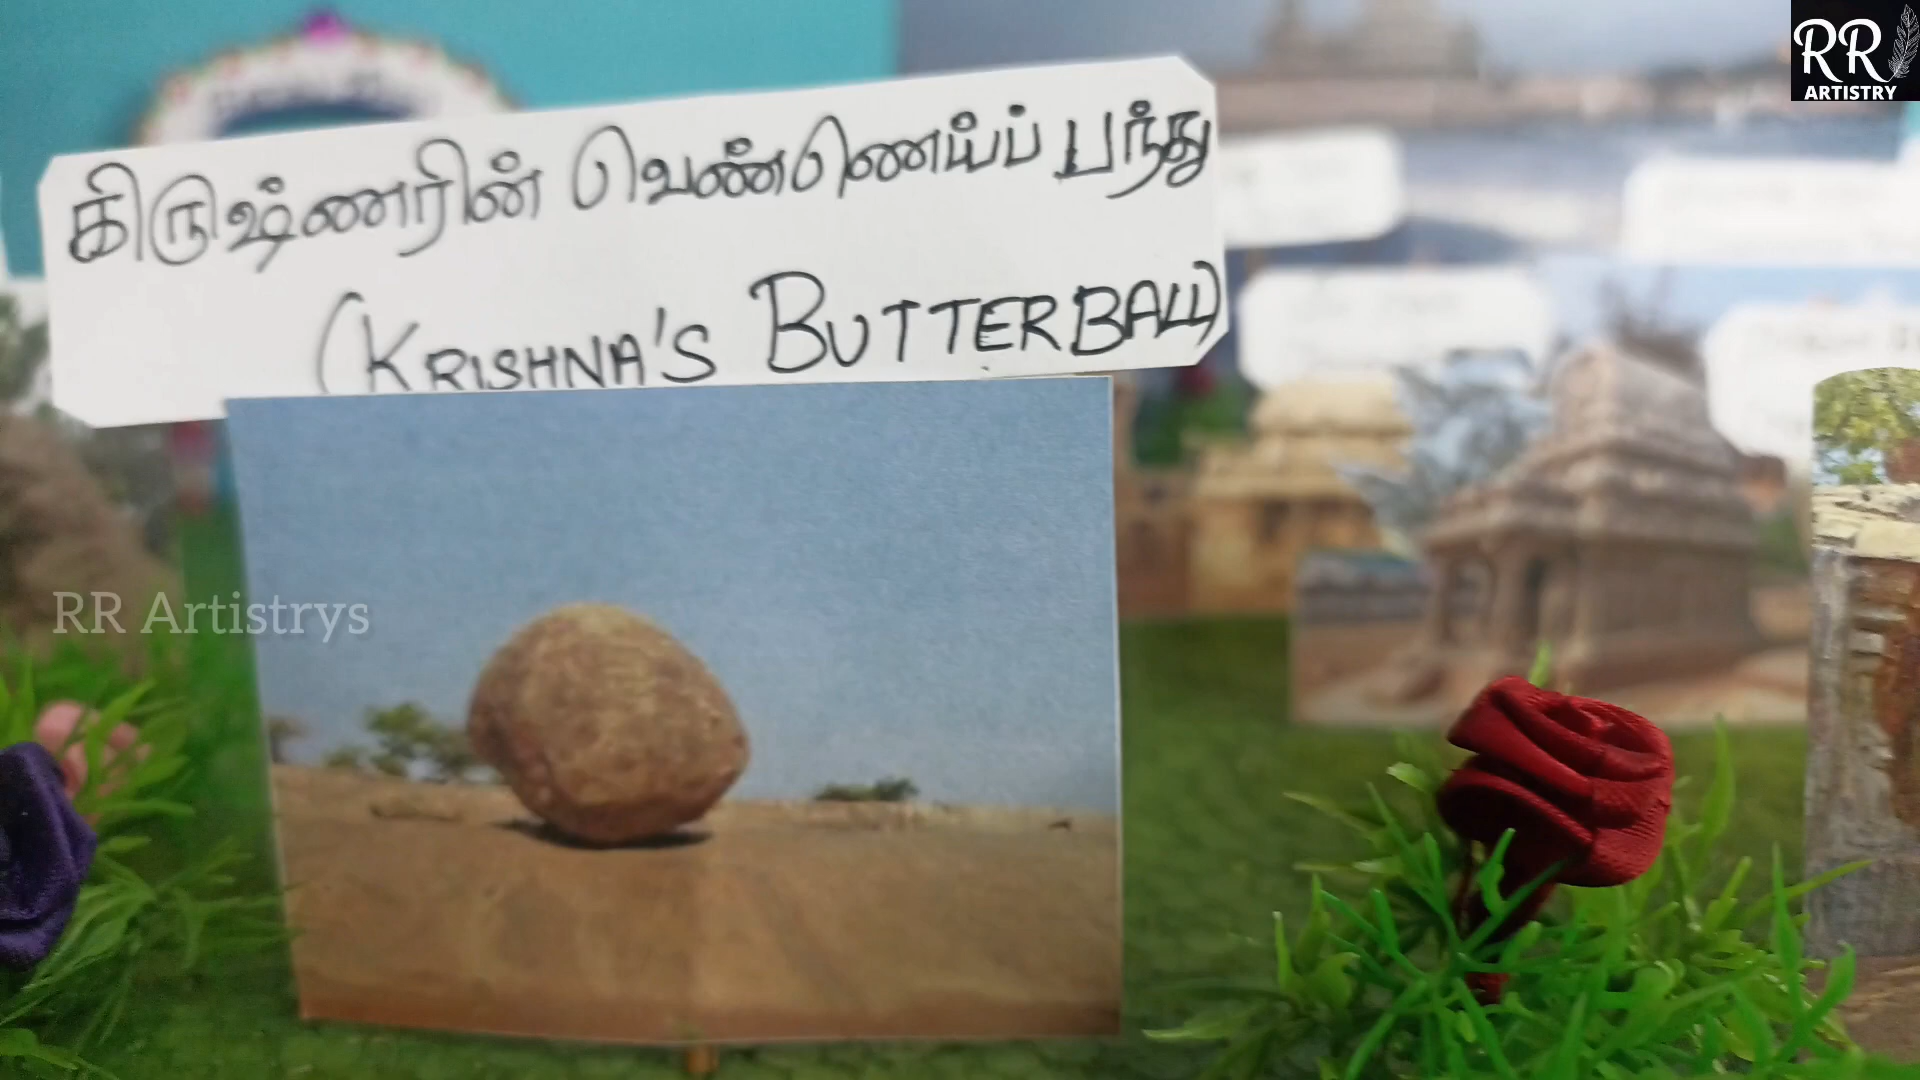 RR
ARTISTRY
கிருஷ்ணரின் வெண்ணெய்ப் பந்து
(KRISHNA'S BUTTERBALL)
RR Artistrys